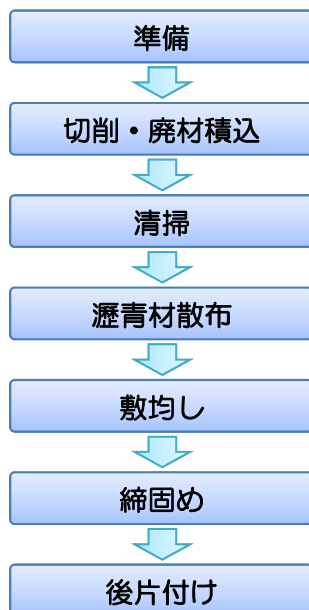 準備
切削・廃材積込
清掃
瀝青材散布
敷均し
締固め
後片付け